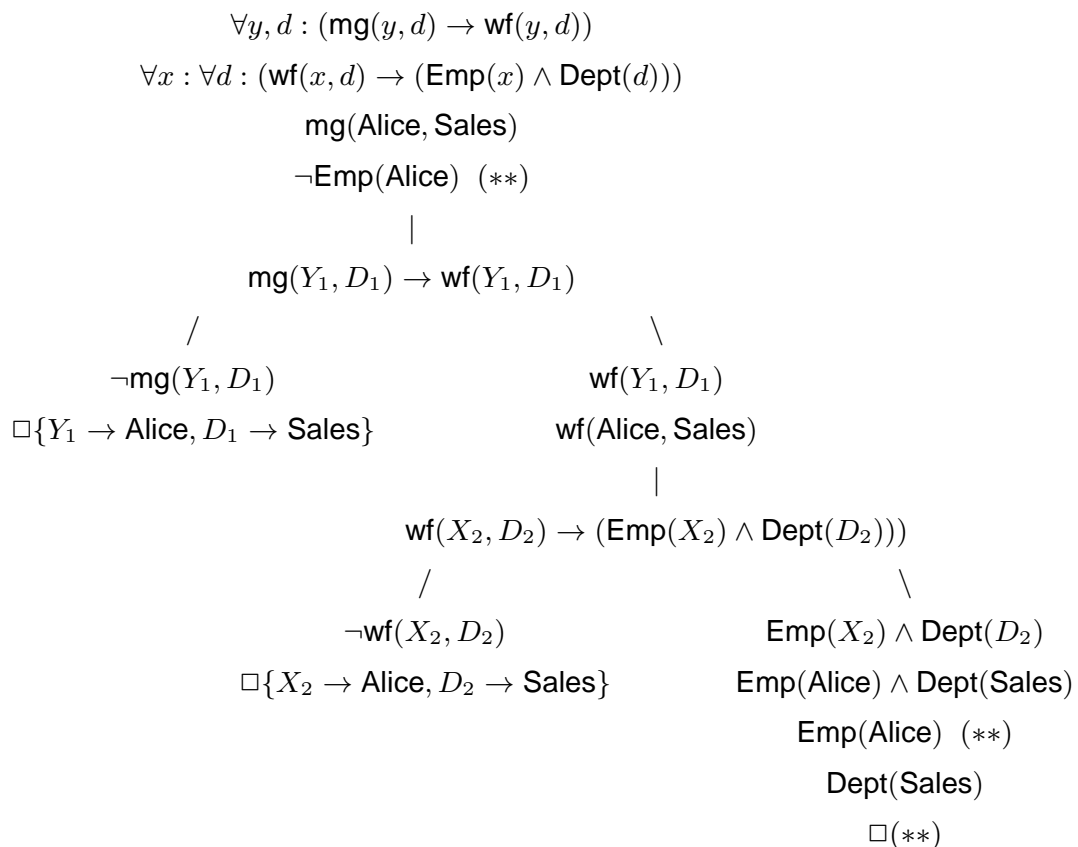 ∀y, d : (mg(y, d) → wf(y, d))
∀x : ∀d : (wf(x, d) → (Emp(x) ∧ Dept(d)))
mg(Alice, Sales)
¬Emp(Alice) (∗∗)
|
mg(Y₁, D₁) → wf(Y₁, D₁)
/ \
¬mg(Y₁, D₁) wf(Y₁, D₁)
□{Y₁ → Alice, D₁ → Sales} wf(Alice, Sales)
|
wf(X₂, D₂) → (Emp(X₂) ∧ Dept(D₂)))
/ \
¬wf(X₂, D₂) Emp(X₂) ∧ Dept(D₂)
□{X₂ → Alice, D₂ → Sales} Emp(Alice) ∧ Dept(Sales)
Emp(Alice) (∗∗)
Dept(Sales)
□(∗∗)